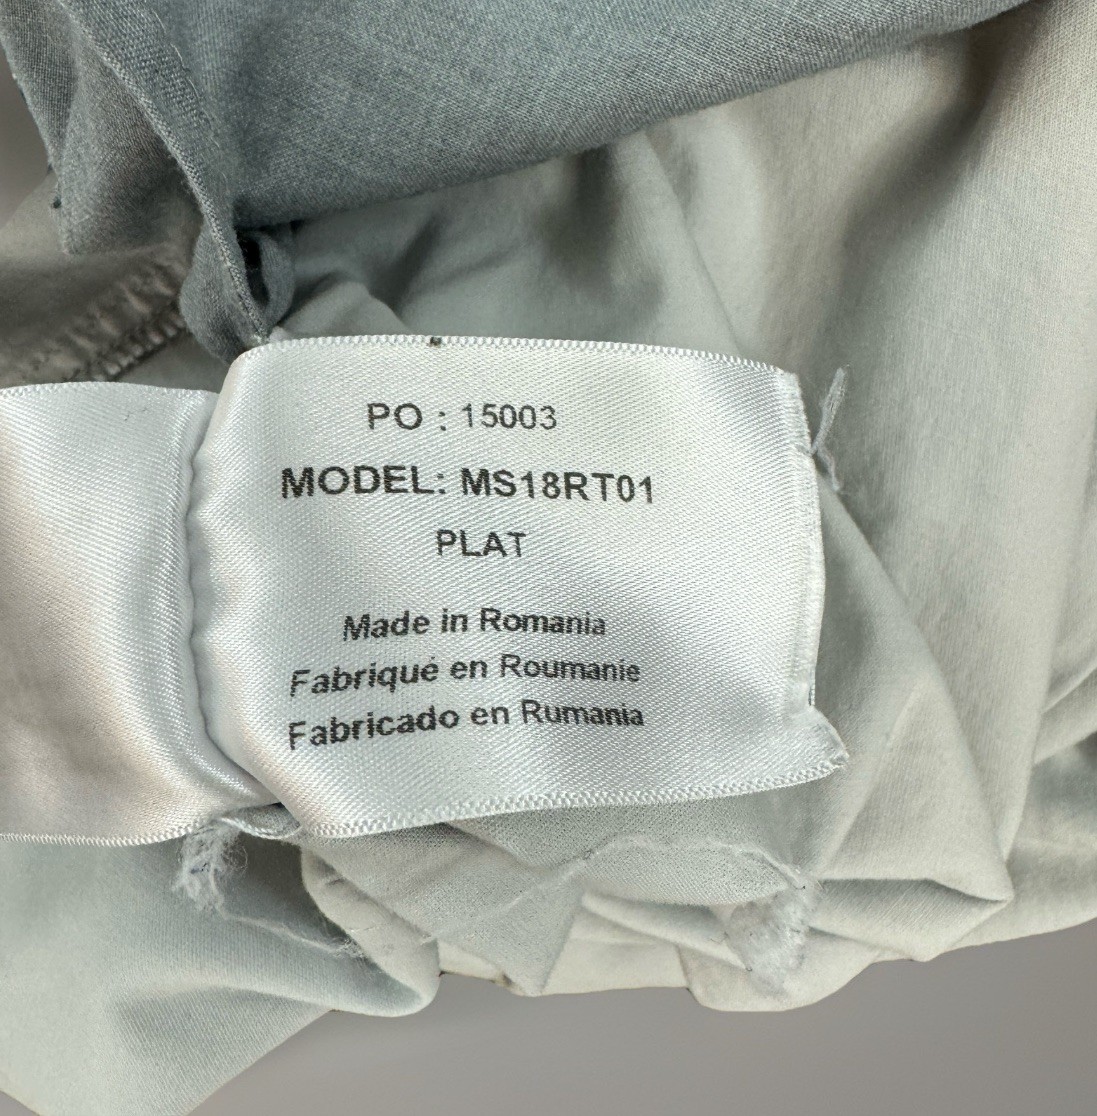 PO : 15003
MODEL: MS18RT01
PLAT
Made in Romania
Fabriqué en Roumanie
Fabricado en Rumania